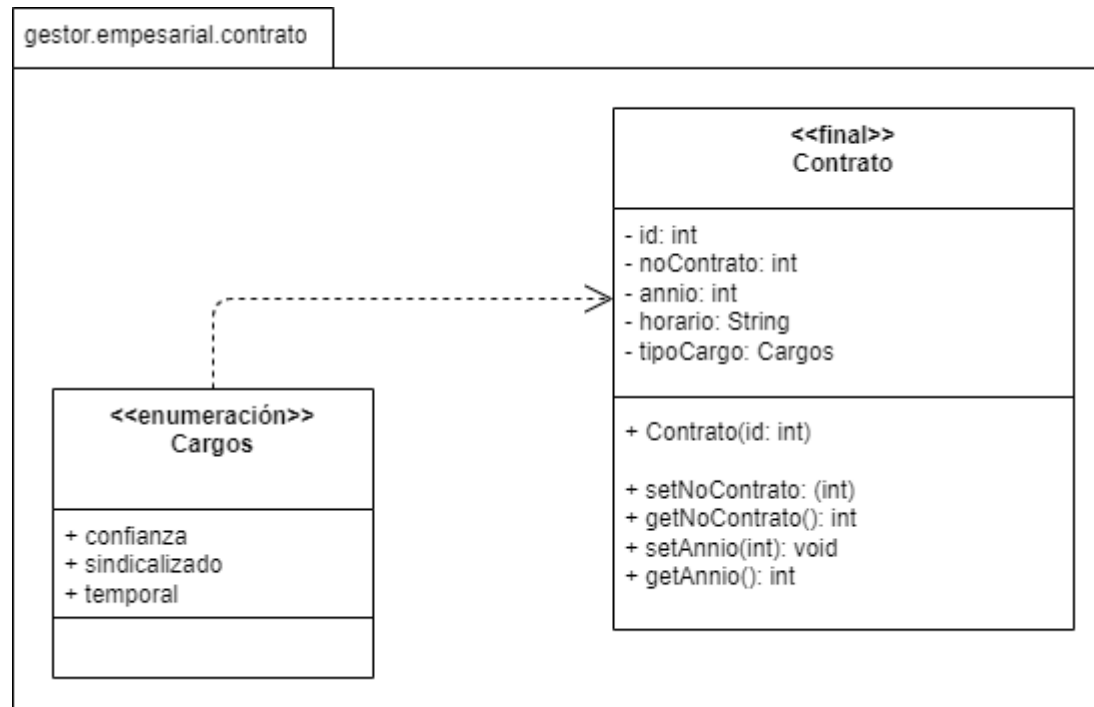 gestor.empesarial.contrato
<<final>>
Contrato
- id: int
- noContrato: int
- annio: int
- horario: String
- tipoCargo: Cargos
+ Contrato(id: int)
+ setNoContrato: (int)
+ getNoContrato(): int
+ setAnnio(int): void
+ getAnnio(): int
<<enumeración>>
Cargos
+ confianza
+ sindicalizado
+ temporal